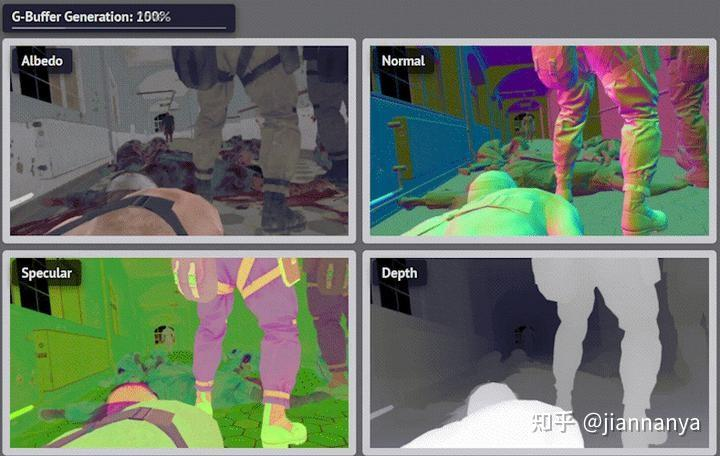 G-Buffer Generation: 100%
Albedo
Normal
Specular
Depth
知乎 @jiannanya